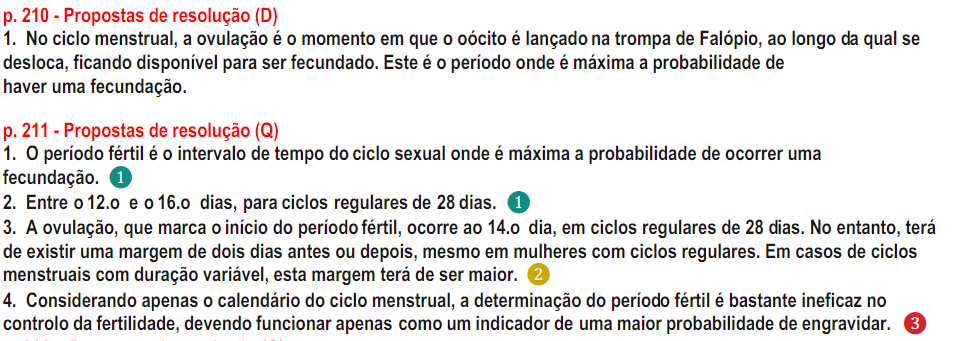 p. 210 - Propostas de resolução (D)
1. No ciclo menstrual, a ovulação é o momento em que o oócito é lançado na trompa de Falópio, ao longo da qual se
desloca, ficando disponível para ser fecundado. Este é o período onde é máxima a probabilidade de
haver uma fecundação.
p. 211 - Propostas de resolução (Q)
1. O período fértil é o intervalo de tempo do ciclo sexual onde é máxima a probabilidade de ocorrer uma
fecundação. 1
2. Entre o 12.o e o 16.o dias, para ciclos regulares de 28 dias. 1
3. A ovulação, que marca o início do período fértil, ocorre ao 14.o dia, em ciclos regulares de 28 dias. No entanto, terá
de existir uma margem de dois dias antes ou depois, mesmo em mulheres com ciclos regulares. Em casos de ciclos
menstruais com duração variável, esta margem terá de ser maior. 2
4. Considerando apenas o calendário do ciclo menstrual, a determinação do período fértil é bastante ineficaz no
controlo da fertilidade, devendo funcionar apenas como um indicador de uma maior probabilidade de engravidar. 3